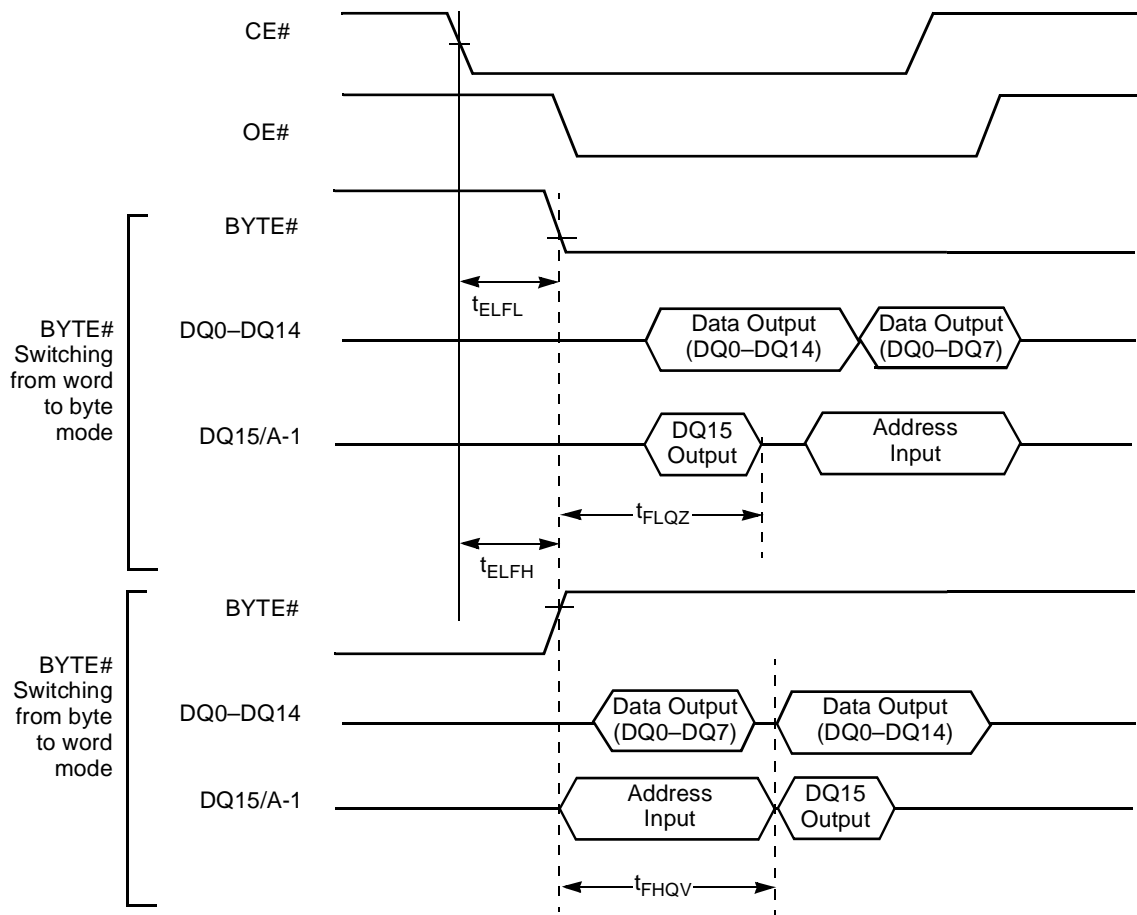 CE#
OE#
BYTE#
tELFL
BYTE#
Switching
from word
to byte
mode
DQ0–DQ14
Data Output
(DQ0–DQ14)
Data Output
(DQ0–DQ7)
DQ15/A-1
DQ15
Output
Address
Input
tFLQZ
tELFH
BYTE#
BYTE#
Switching
from byte
to word
mode
DQ0–DQ14
Data Output
(DQ0–DQ7)
Data Output
(DQ0–DQ14)
DQ15/A-1
Address
Input
DQ15
Output
tFHQV